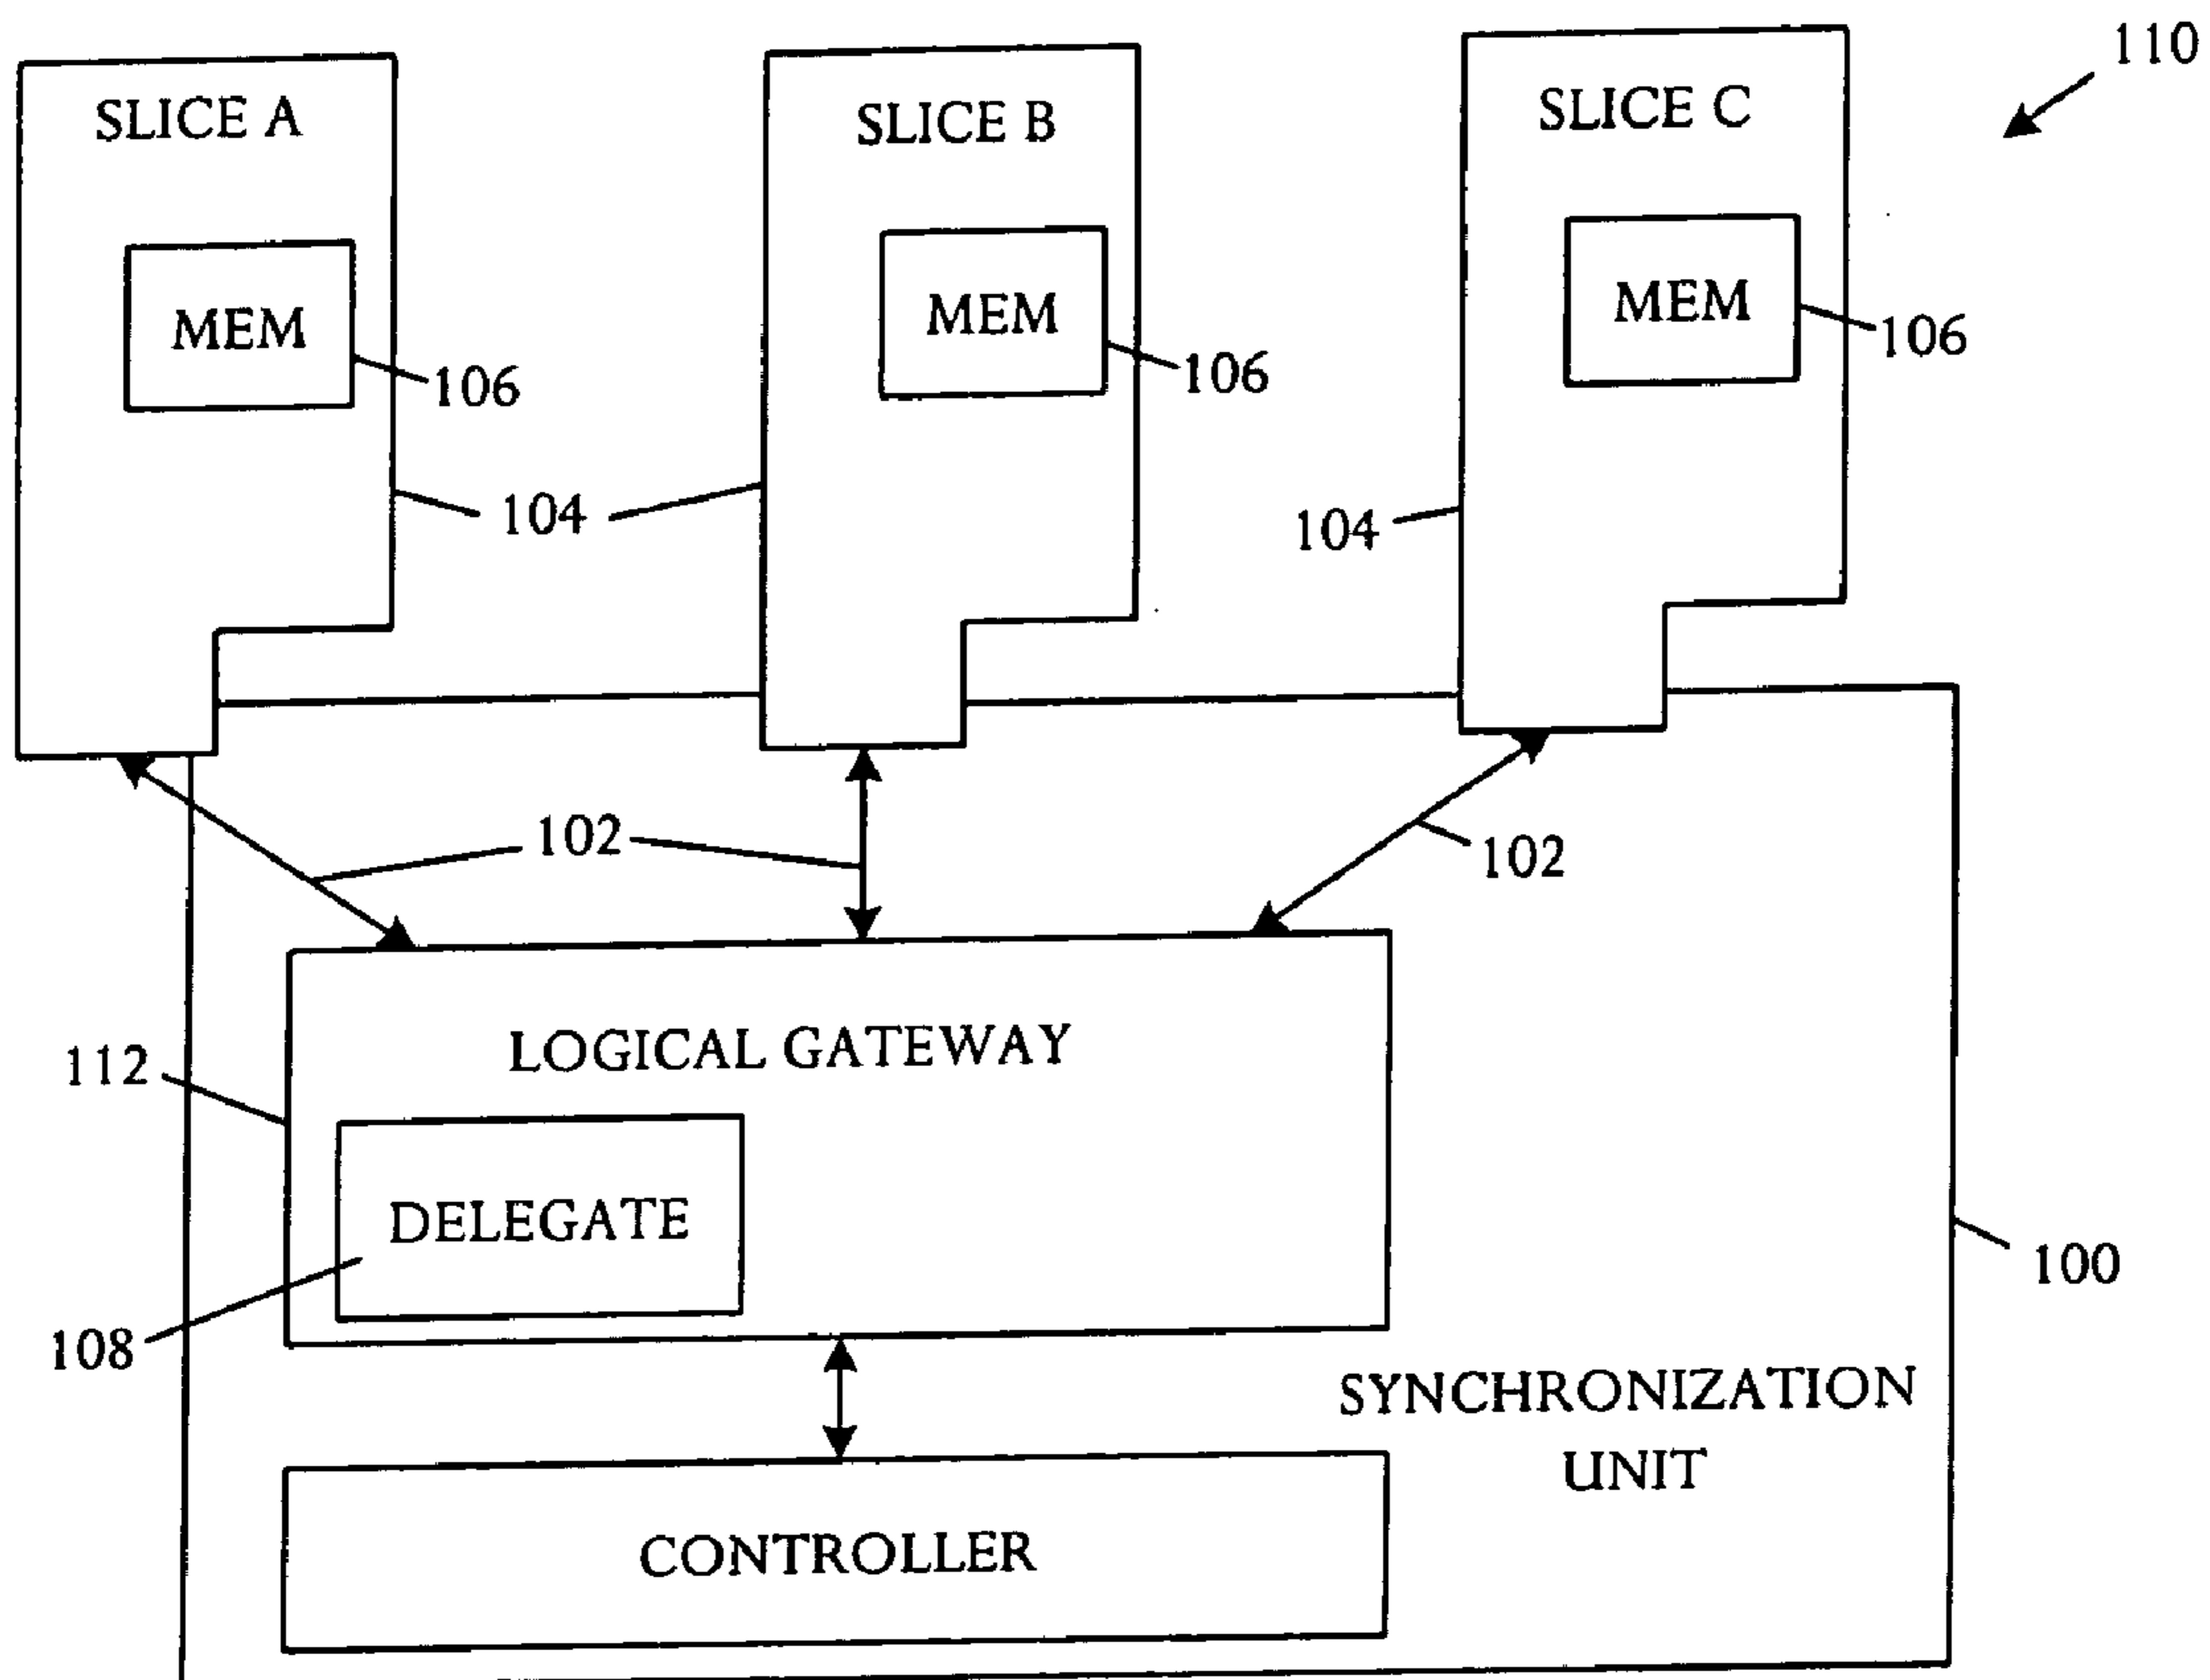 110
SLICE A
SLICE B
SLICE C
MEM
MEM
MEM
106
106
106
104
104
102
102
LOGICAL GATEWAY
112
DELEGATE
108
100
SYNCHRONIZATION
UNIT
CONTROLLER